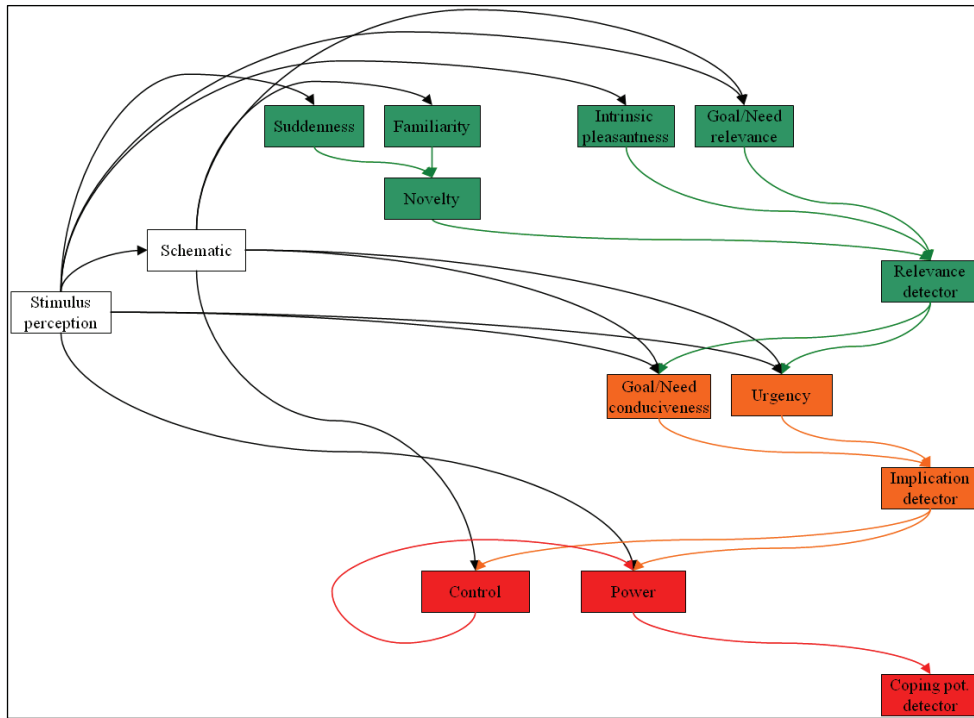 Suddenness
Familiarity
Intrinsic
pleasantness
Goal/Need
relevance
Novelty
Schematic
Relevance
detector
Stimulus
perception
Goal/Need
conduciveness
Urgency
Implication
detector
Control
Power
Coping pot.
detector